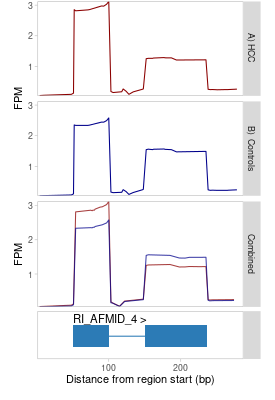 3
2
1
A) HCC
FPM
3
2
1
B) Controls
3
2
1
FPM
Combined
RI_AFMID_4 >
100
200
Distance from region start (bp)